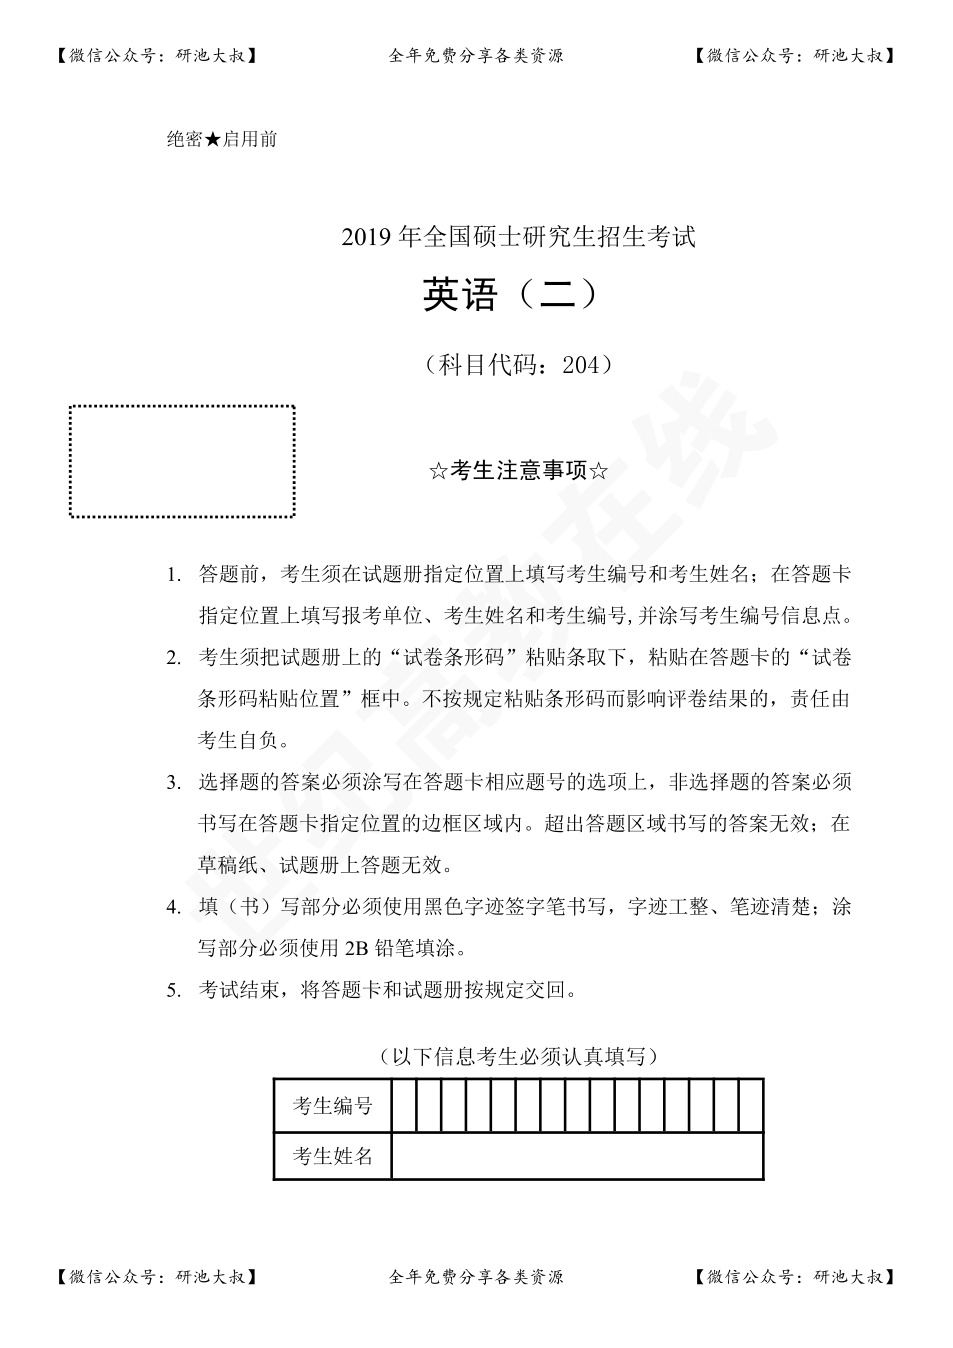 【微信公众号：研池大叔】 全年免费分享各类资源 【微信公众号：研池大叔】
绝密★启用前
2019 年全国硕士研究生招生考试
英语（二）
（科目代码：204）
☆考生注意事项☆
1. 答题前，考生须在试题册指定位置上填写考生编号和考生姓名；在答题卡
指定位置上填写报考单位、考生姓名和考生编号,并涂写考生编号信息点。
2. 考生须把试题册上的“试卷条形码”粘贴条取下，粘贴在答题卡的“试卷
条形码粘贴位置”框中。不按规定粘贴条形码而影响评卷结果的，责任由
考生自负。
3. 选择题的答案必须涂写在答题卡相应题号的选项上，非选择题的答案必须
书写在答题卡指定位置的边框区域内。超出答题区域书写的答案无效；在
草稿纸、试题册上答题无效。
4. 填（书）写部分必须使用黑色字迹签字笔书写，字迹工整、笔迹清楚；涂
写部分必须使用 2B 铅笔填涂。
5. 考试结束，将答题卡和试题册按规定交回。
（以下信息考生必须认真填写）
考生编号
考生姓名
世纪高教在线
【微信公众号：研池大叔】 全年免费分享各类资源 【微信公众号：研池大叔】